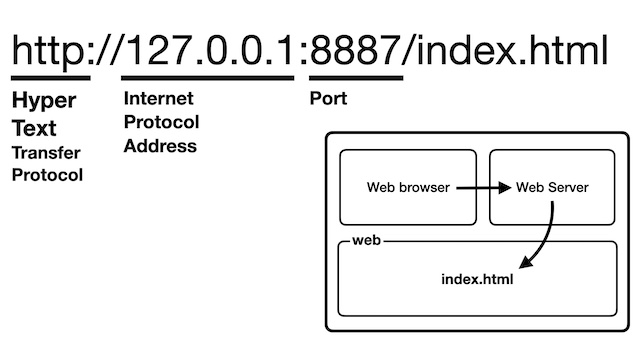 http://127.0.0.1:8887/index.html
Hyper
Text
Transfer
Protocol
Internet
Protocol
Address
Port
Web browser
Web Server
web
index.html